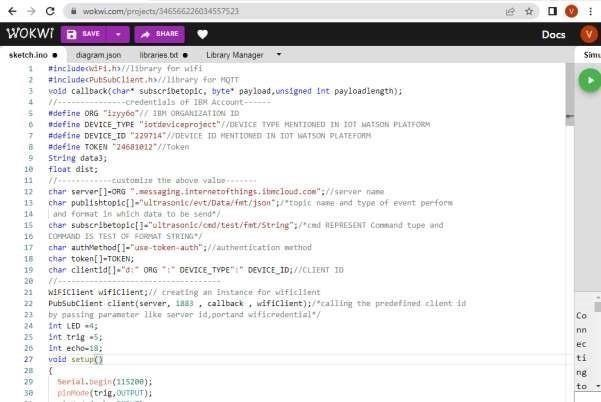 wokwi.com/projects/346566226034557523
V
WOKWI SAVE SHARE Docs V
sketch.ino diagram.json libraries.txt Library Manager Simu
1 #include<WiFi.h>//library for wifi
2 #include<PubSubClient.h>//library for MQTT
3 void callback(char* subscribetopic, byte* payload,unsigned int payloadlength);
4 //---------------credentials of IBM Account------
5 #define ORG "izyy6o"// IBM ORGANIZATION ID
6 #define DEVICE_TYPE "iotdeviceproject"//DEVICE TYPE MENTIONED IN IOT WATSON PLATFORM
7 #define DEVICE_ID "229714"//DEVICE ID MENTIONED IN IOT WATSON PLATEFORM
8 #define TOKEN "24681012"//Token
9 String data3;
10 float dist;
11 //------------customize the above value-------
12 char server[]=ORG ".messaging.internetofthings.ibmcloud.com";//server name
13 char publishtopic[]="ultrasonic/evt/Data/fmt/json";/*topic name and type of event perform
14 and format in which data to be send*/
15 char subscribetopic[]="ultrasonic/cmd/test/fmt/String";/*cmd REPRESENT Command tupe and
16 COMMAND IS TEST OF FORMAT STRING*/
17 char authMethod[]="use-token-auth";//authentication method
18 char token[]=TOKEN;
19 char clientid[]="d:" ORG ":" DEVICE_TYPE":" DEVICE_ID;//CLIENT ID
20 //-----------------------------------
21 WiFiClient wifiClient;// creating an instance for wificlient
22 PubSubClient client(server, 1883 , callback , wifiClient);/*calling the predefined client id
23 by passing parameter like server id,portand wificredential*/
24 int LED =4;
25 int trig =5;
26 int echo=18;
27 void setup()
28 {
29 Serial.begin(115200);
30 pinMode(trig,OUTPUT);
Co
nn
ec
ti
ng
to